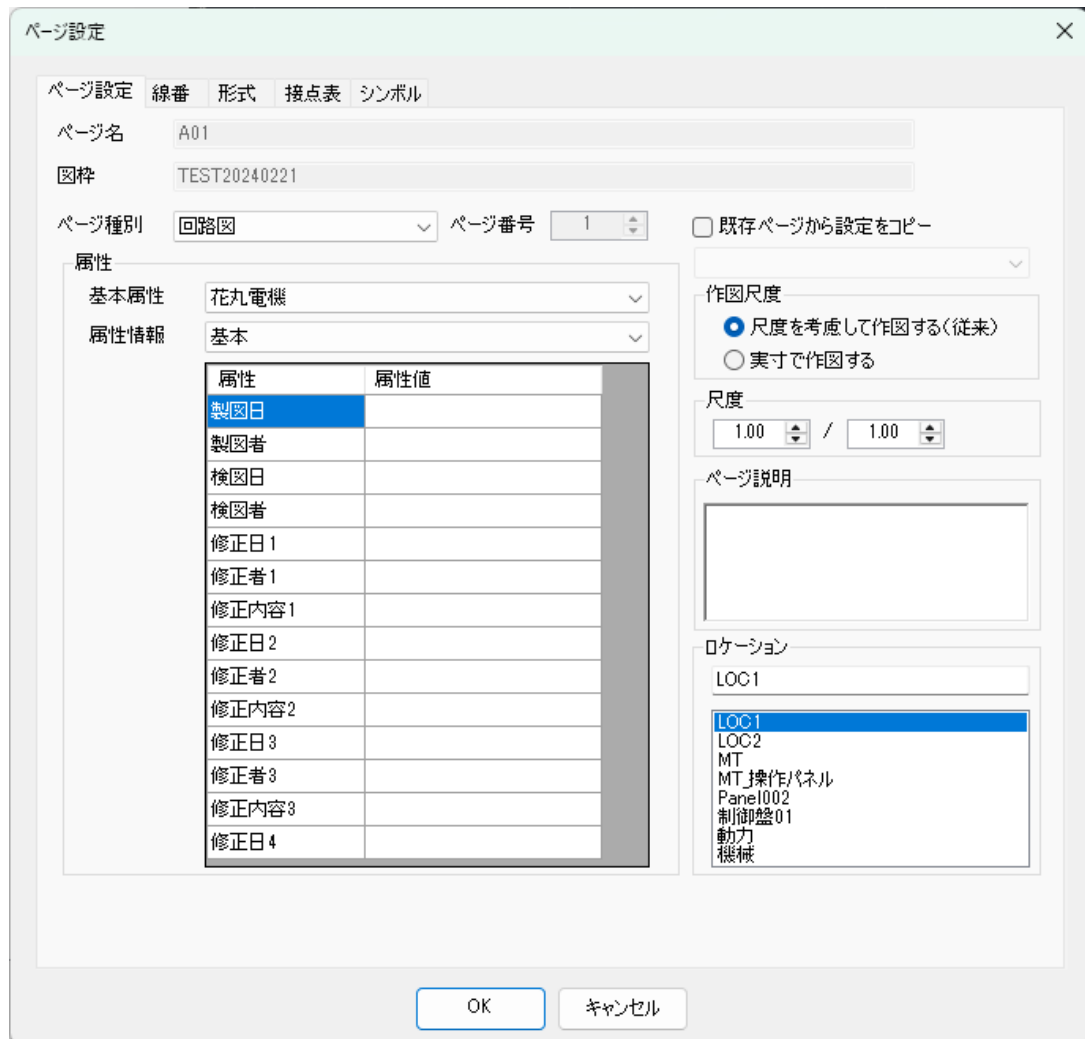 ページ設定
ページ設定 線番 形式 接点表 シンボル
ページ名 A01
図枠 TEST20240221
ページ種別 回路図 ページ番号 1
既存ページから設定をコピー
属性
基本属性 花丸電機
属性情報 基本
属性 属性値
製図日
製図者
検図日
検図者
修正日1
修正者1
修正内容1
修正日2
修正者2
修正内容2
修正日3
修正者3
修正内容3
修正日4
作図尺度
尺度を考慮して作図する(従来)
実寸で作図する
尺度
1.00 / 1.00
ページ説明
ロケーション
LOC1
LOC1
LOC2
MT
MT_操作パネル
Panel002
制御盤01
動力
機械
OK キャンセル